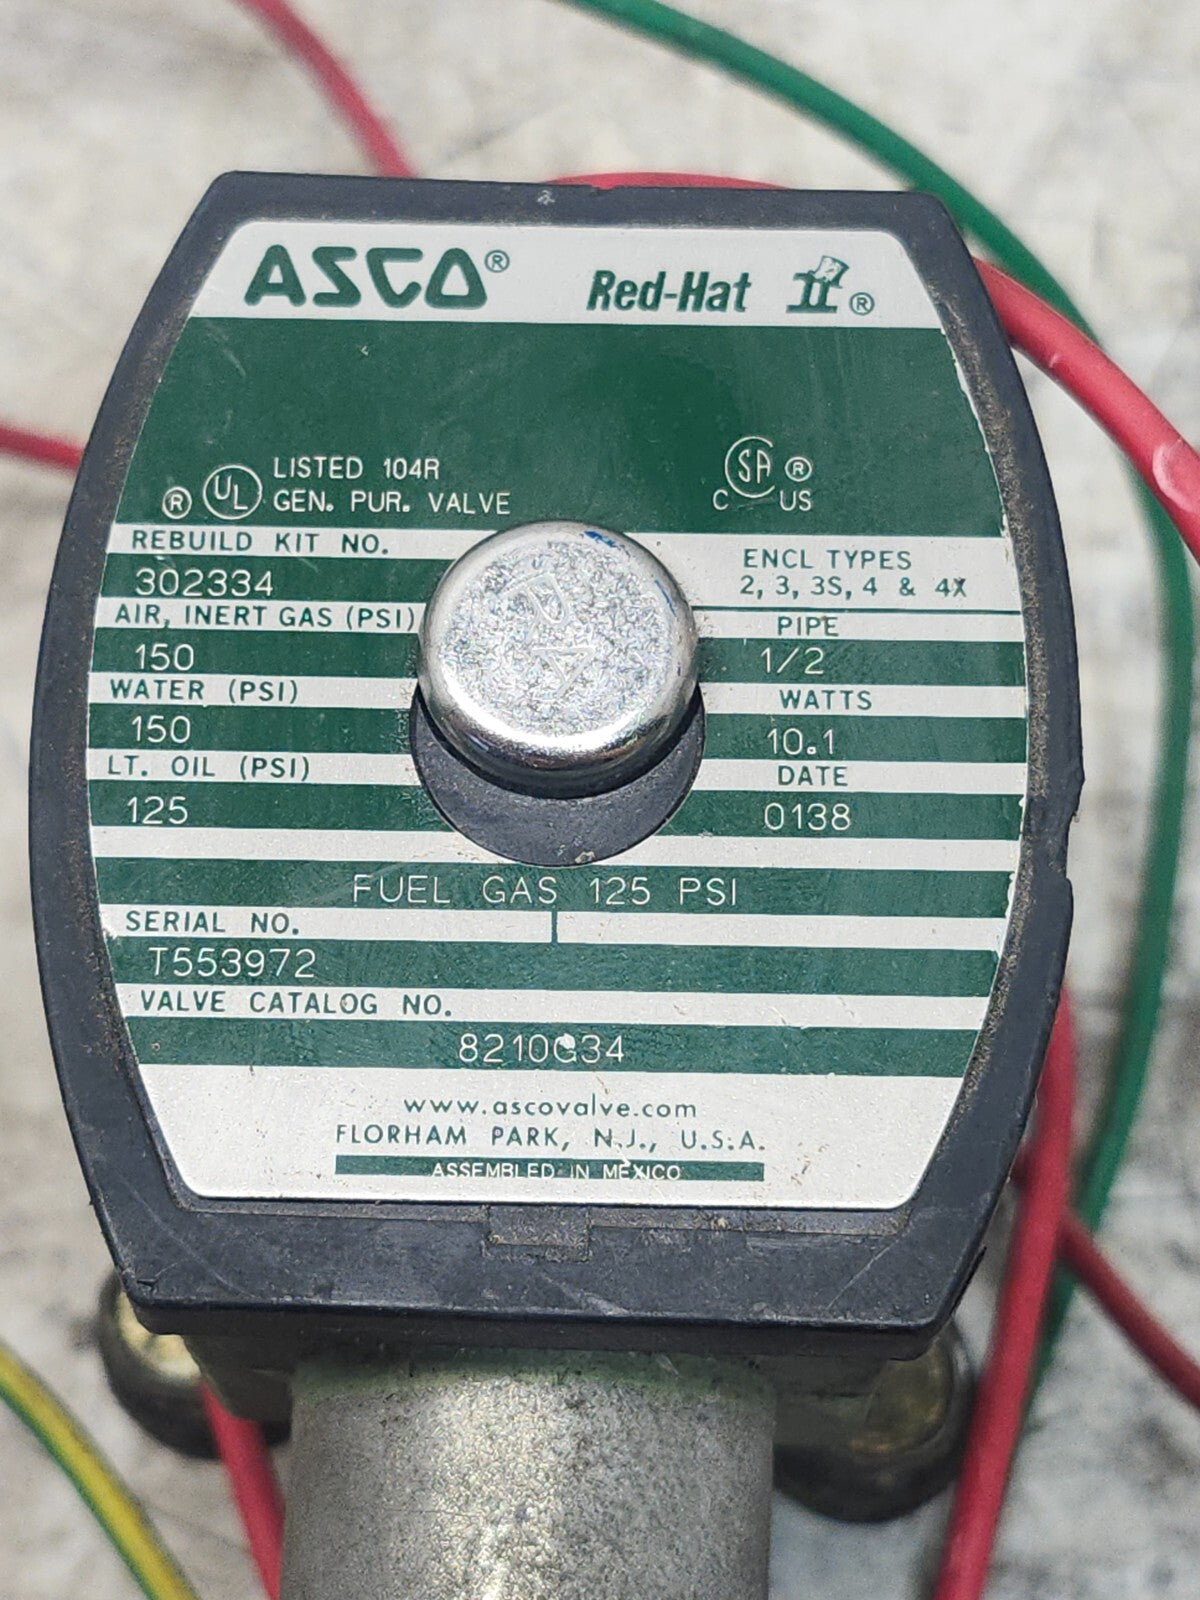 ASCO® Red-Hat II®
LISTED 104R
GEN. PUR. VALVE
® UL
SA ®
C US
REBUILD KIT NO.
302334
AIR, INERT GAS (PSI)
150
WATER (PSI)
150
LT. OIL (PSI)
125
ENCL TYPES
2, 3, 3S, 4 & 4X
PIPE
1/2
WATTS
10.1
DATE
0138
FUEL GAS 125 PSI
SERIAL NO.
T553972
VALVE CATALOG NO.
8210G34
www.ascovalve.com
FLORHAM PARK, N.J., U.S.A.
ASSEMBLED IN MEXICO